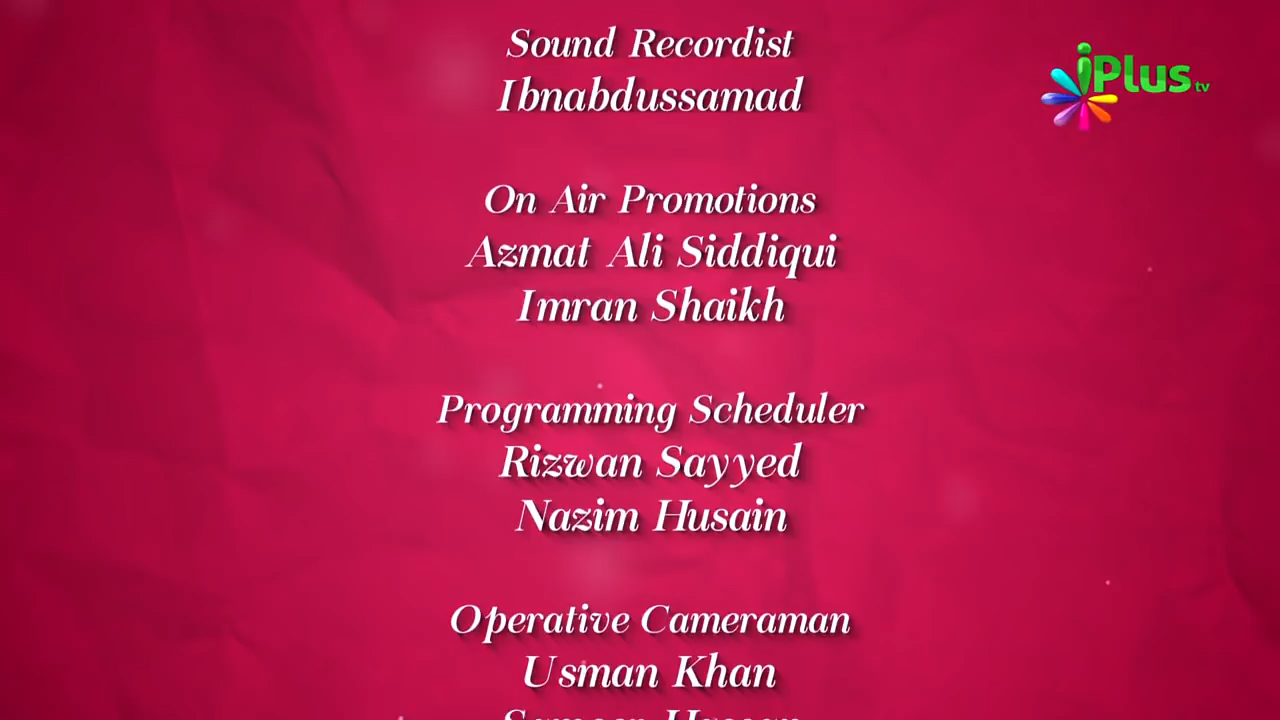 Sound Recordist
Ibnabdussamad
iPlus tv
On Air Promotions
Azmat Ali Siddiqui
Imran Shaikh
Programming Scheduler
Rizwan Sayyed
Nazim Husain
Operative Cameraman
Usman Khan